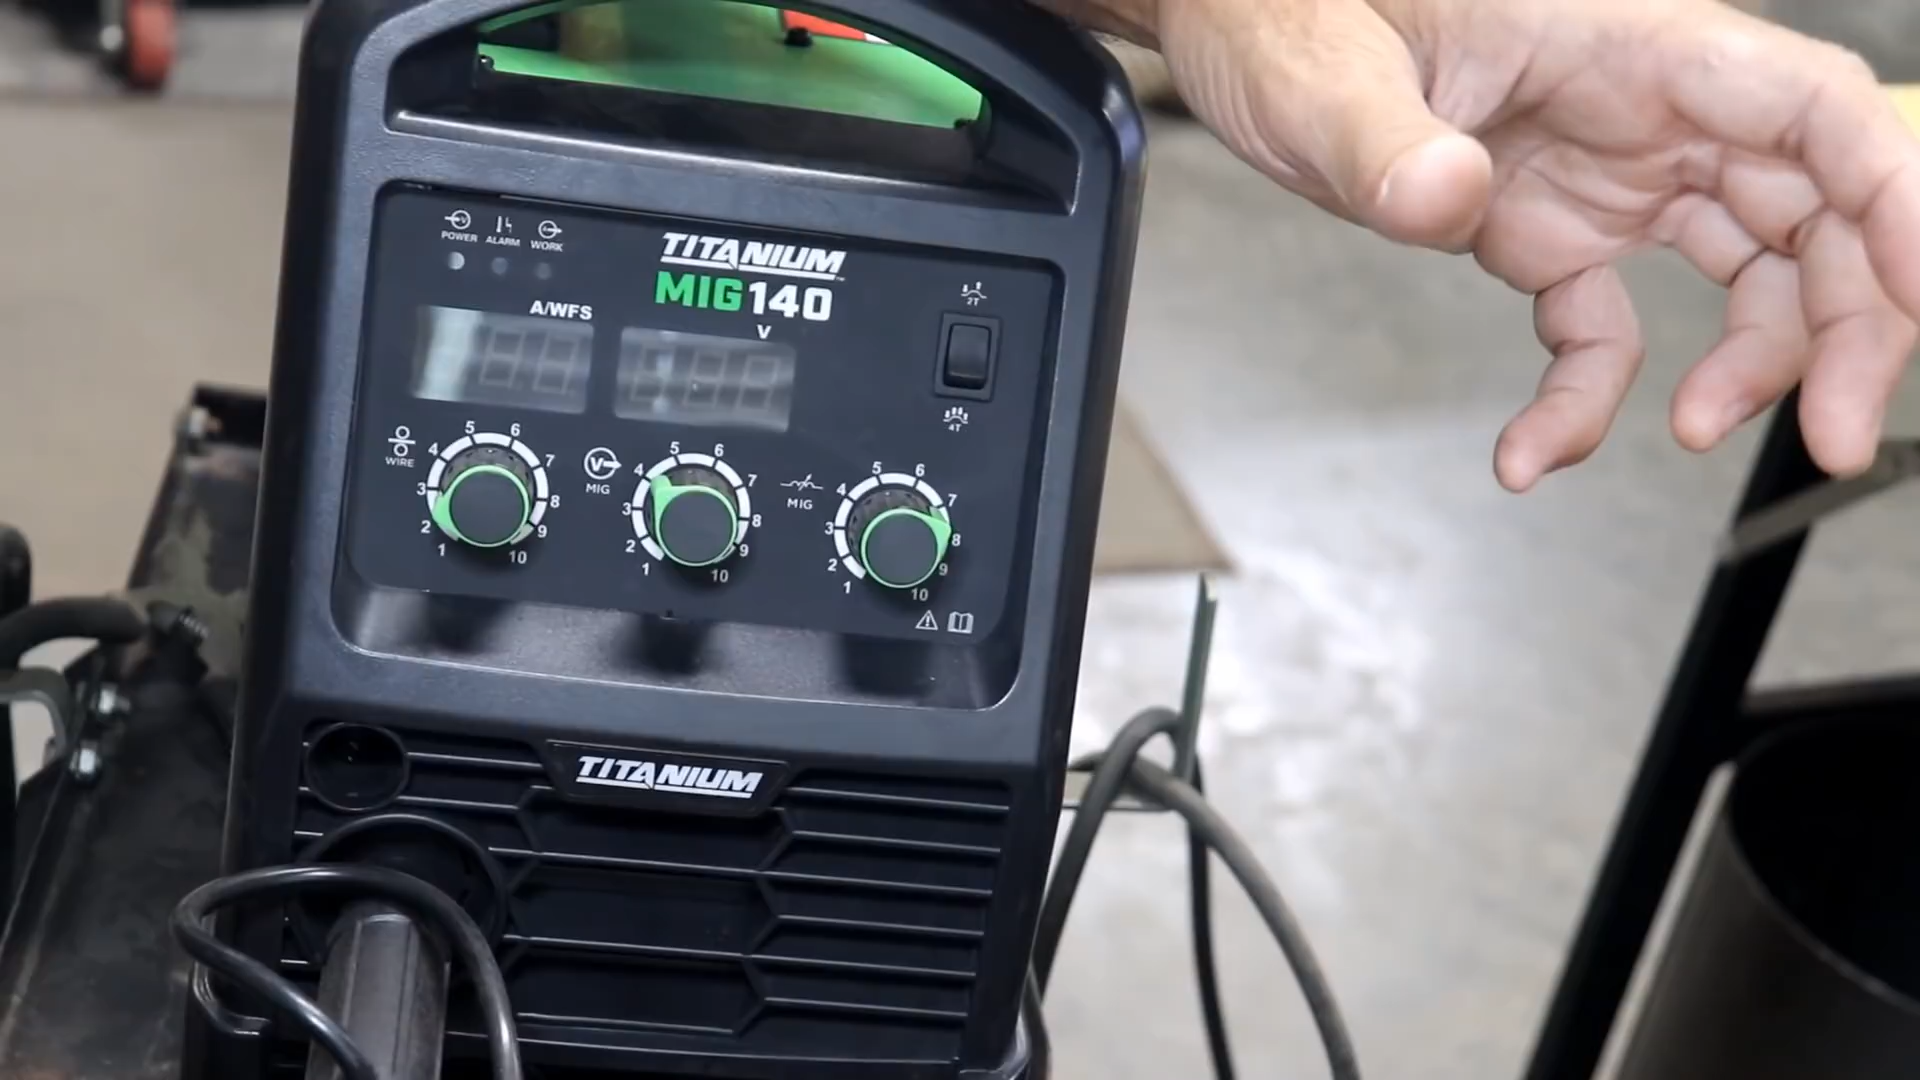 POWER ALARM WORK
TITANIUM
MIG 140
A/WFS
V
2T
4T
WIRE
1 2 3 4 5 6 7 8 9 10
V
MIG
1 2 3 4 5 6 7 8 9 10
MIG
1 2 3 4 5 6 7 8 9 10
TITANIUM